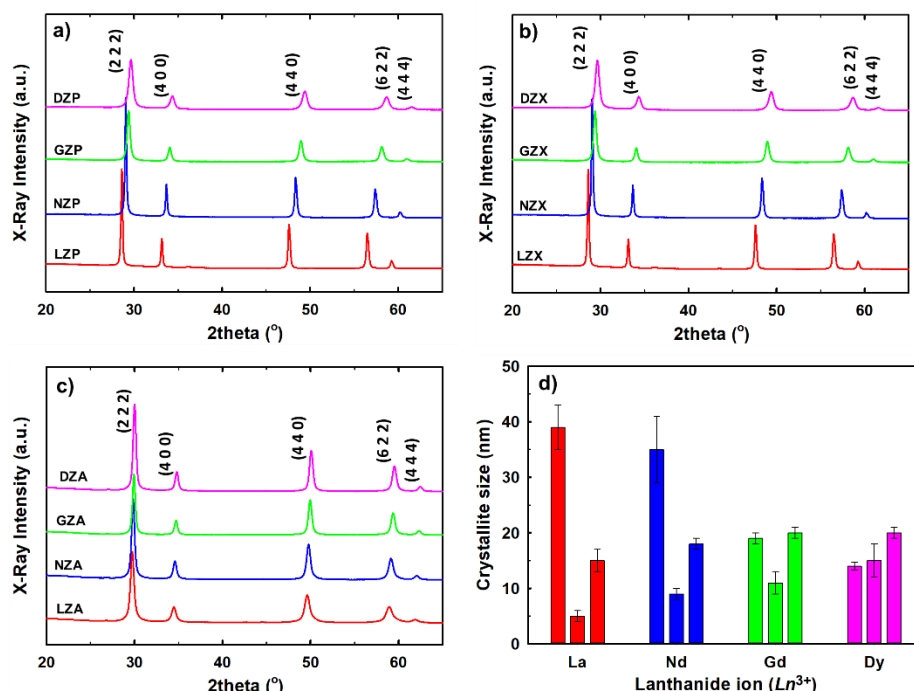 a)
X-Ray Intensity (a.u.)
(2 2 2)
(4 0 0)
(4 4 0)
(6 2 2)
(4 4 4)
DZP
GZP
NZP
LZP
20 30 40 50 60
2theta (°)
b)
X-Ray Intensity (a.u.)
(2 2 2)
(4 0 0)
(4 4 0)
(6 2 2)
(4 4 4)
DZX
GZX
NZX
LZX
20 30 40 50 60
2theta (°)
c)
X-Ray Intensity (a.u.)
(2 2 2)
(4 0 0)
(4 4 0)
(6 2 2)
(4 4 4)
DZA
GZA
NZA
LZA
20 30 40 50 60
2theta (°)
d)
Crystallite size (nm)
50
40
30
20
10
0
La Nd Gd Dy
Lanthanide ion (Ln³⁺)